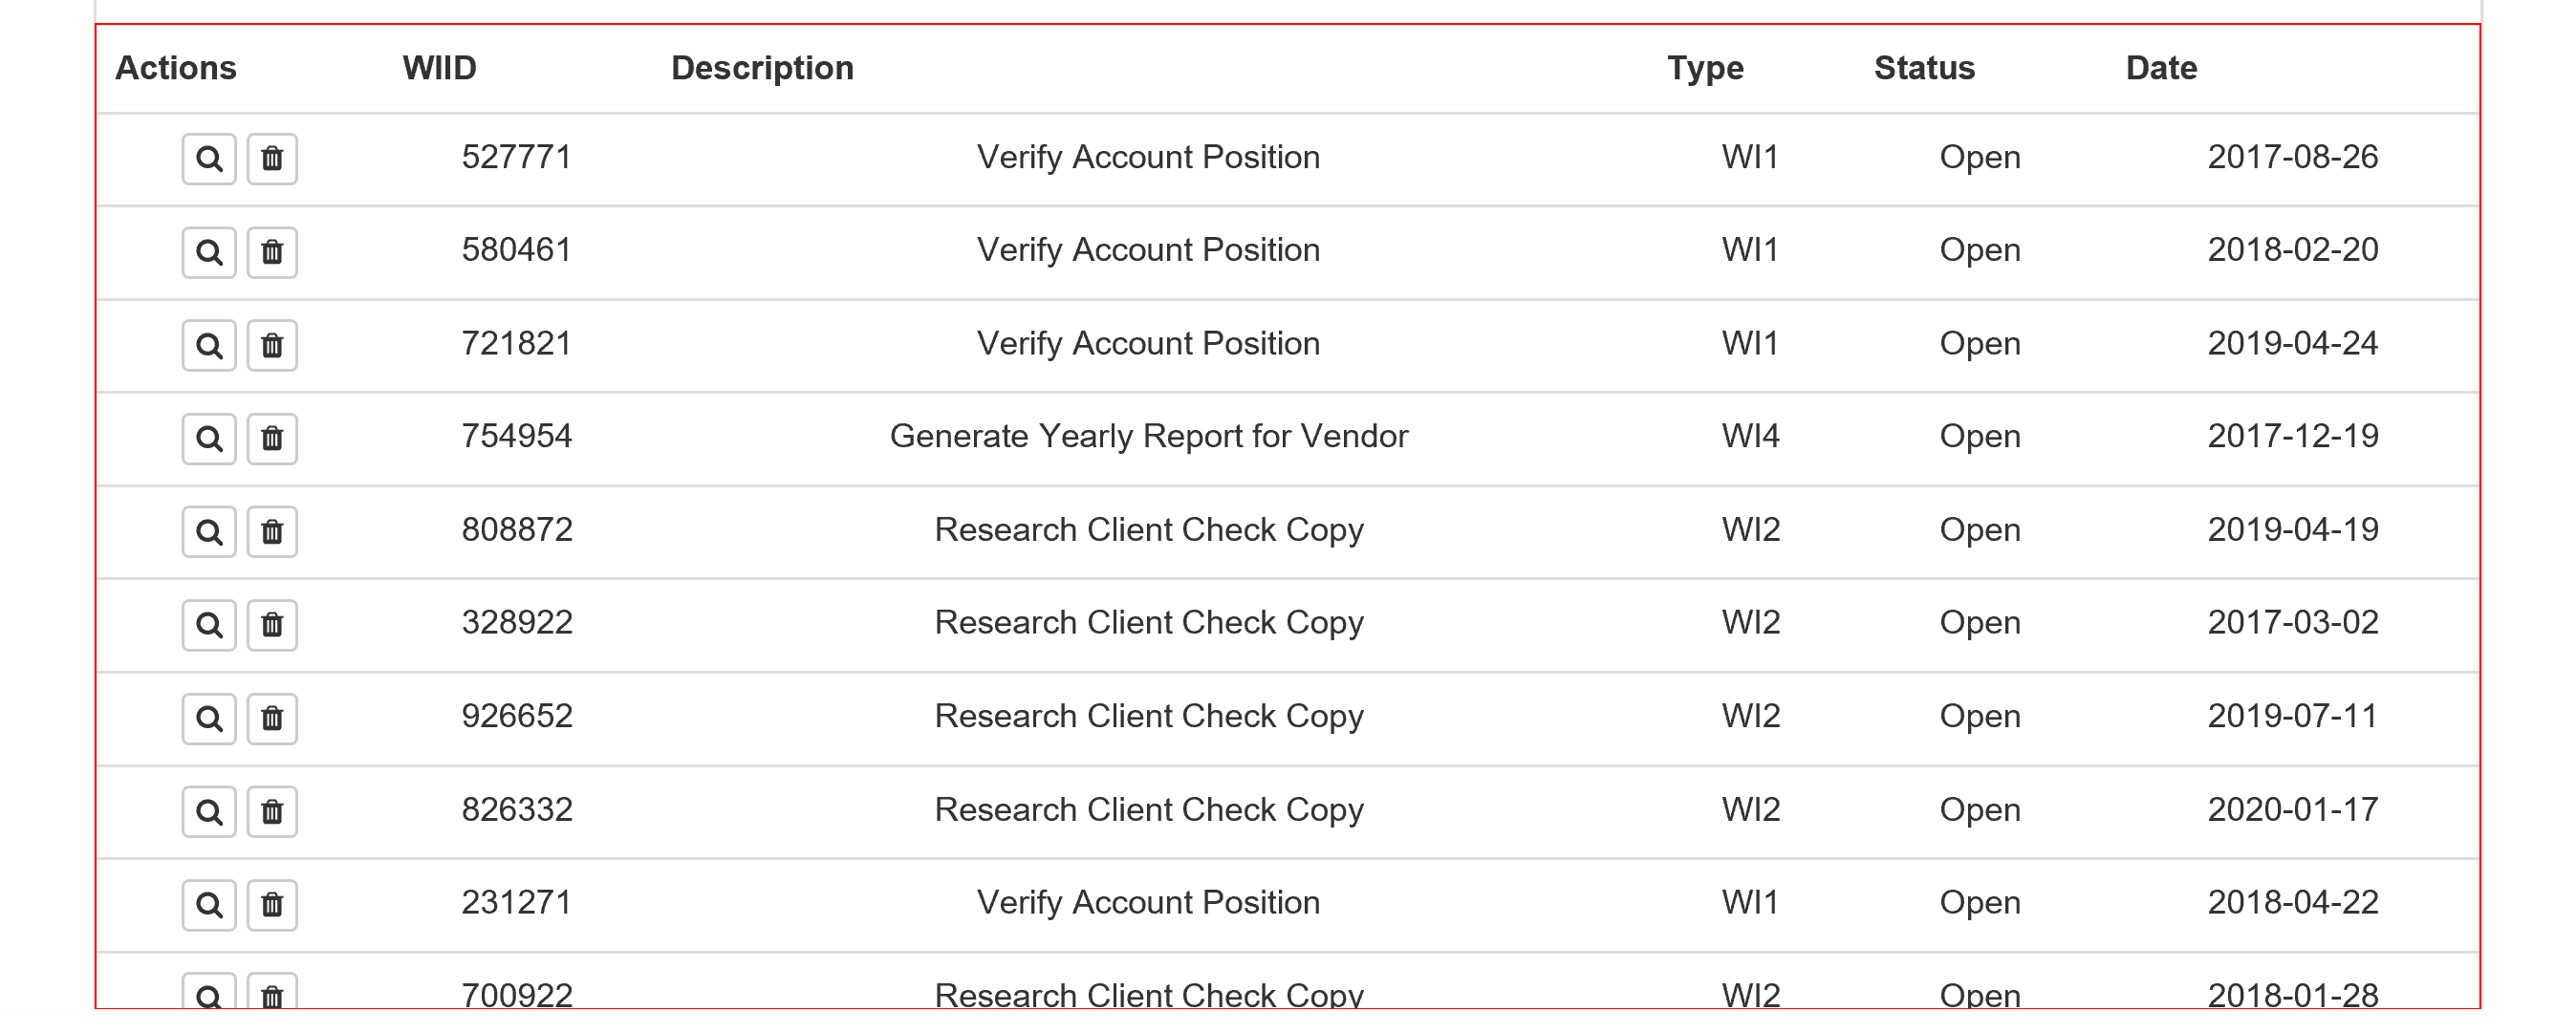 Actions WIID Description Type Status Date
527771 Verify Account Position WI1 Open 2017-08-26
580461 Verify Account Position WI1 Open 2018-02-20
721821 Verify Account Position WI1 Open 2019-04-24
754954 Generate Yearly Report for Vendor WI4 Open 2017-12-19
808872 Research Client Check Copy WI2 Open 2019-04-19
328922 Research Client Check Copy WI2 Open 2017-03-02
926652 Research Client Check Copy WI2 Open 2019-07-11
826332 Research Client Check Copy WI2 Open 2020-01-17
231271 Verify Account Position WI1 Open 2018-04-22
700922 Research Client Check Copy WI2 Open 2018-01-28